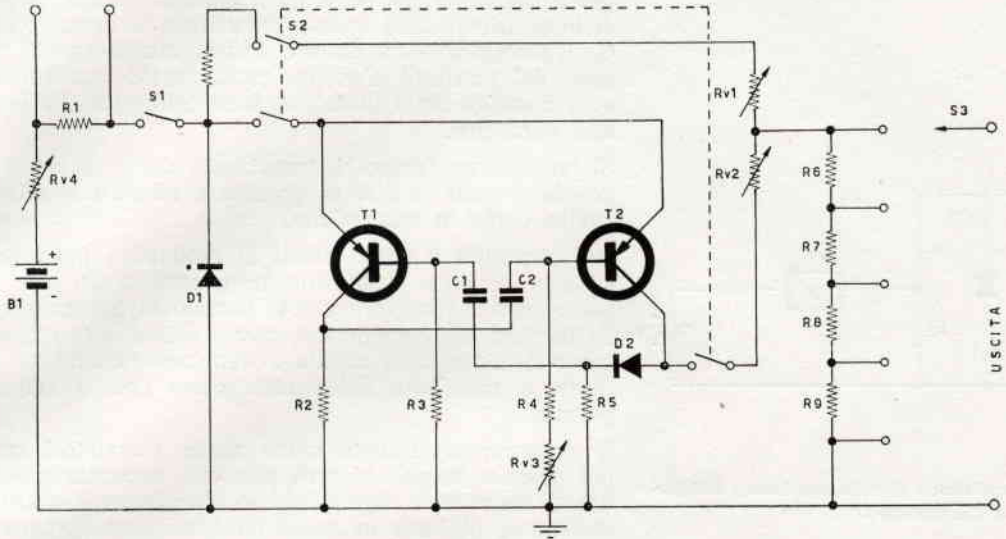 S2
Rv1
R1
S1
S3
Rv4
Rv2
R6
T1
T2
R7
C1
C2
+
B1
-
D1
R8
D2
USCITA
R2
R3
R4
R5
R9
Rv3